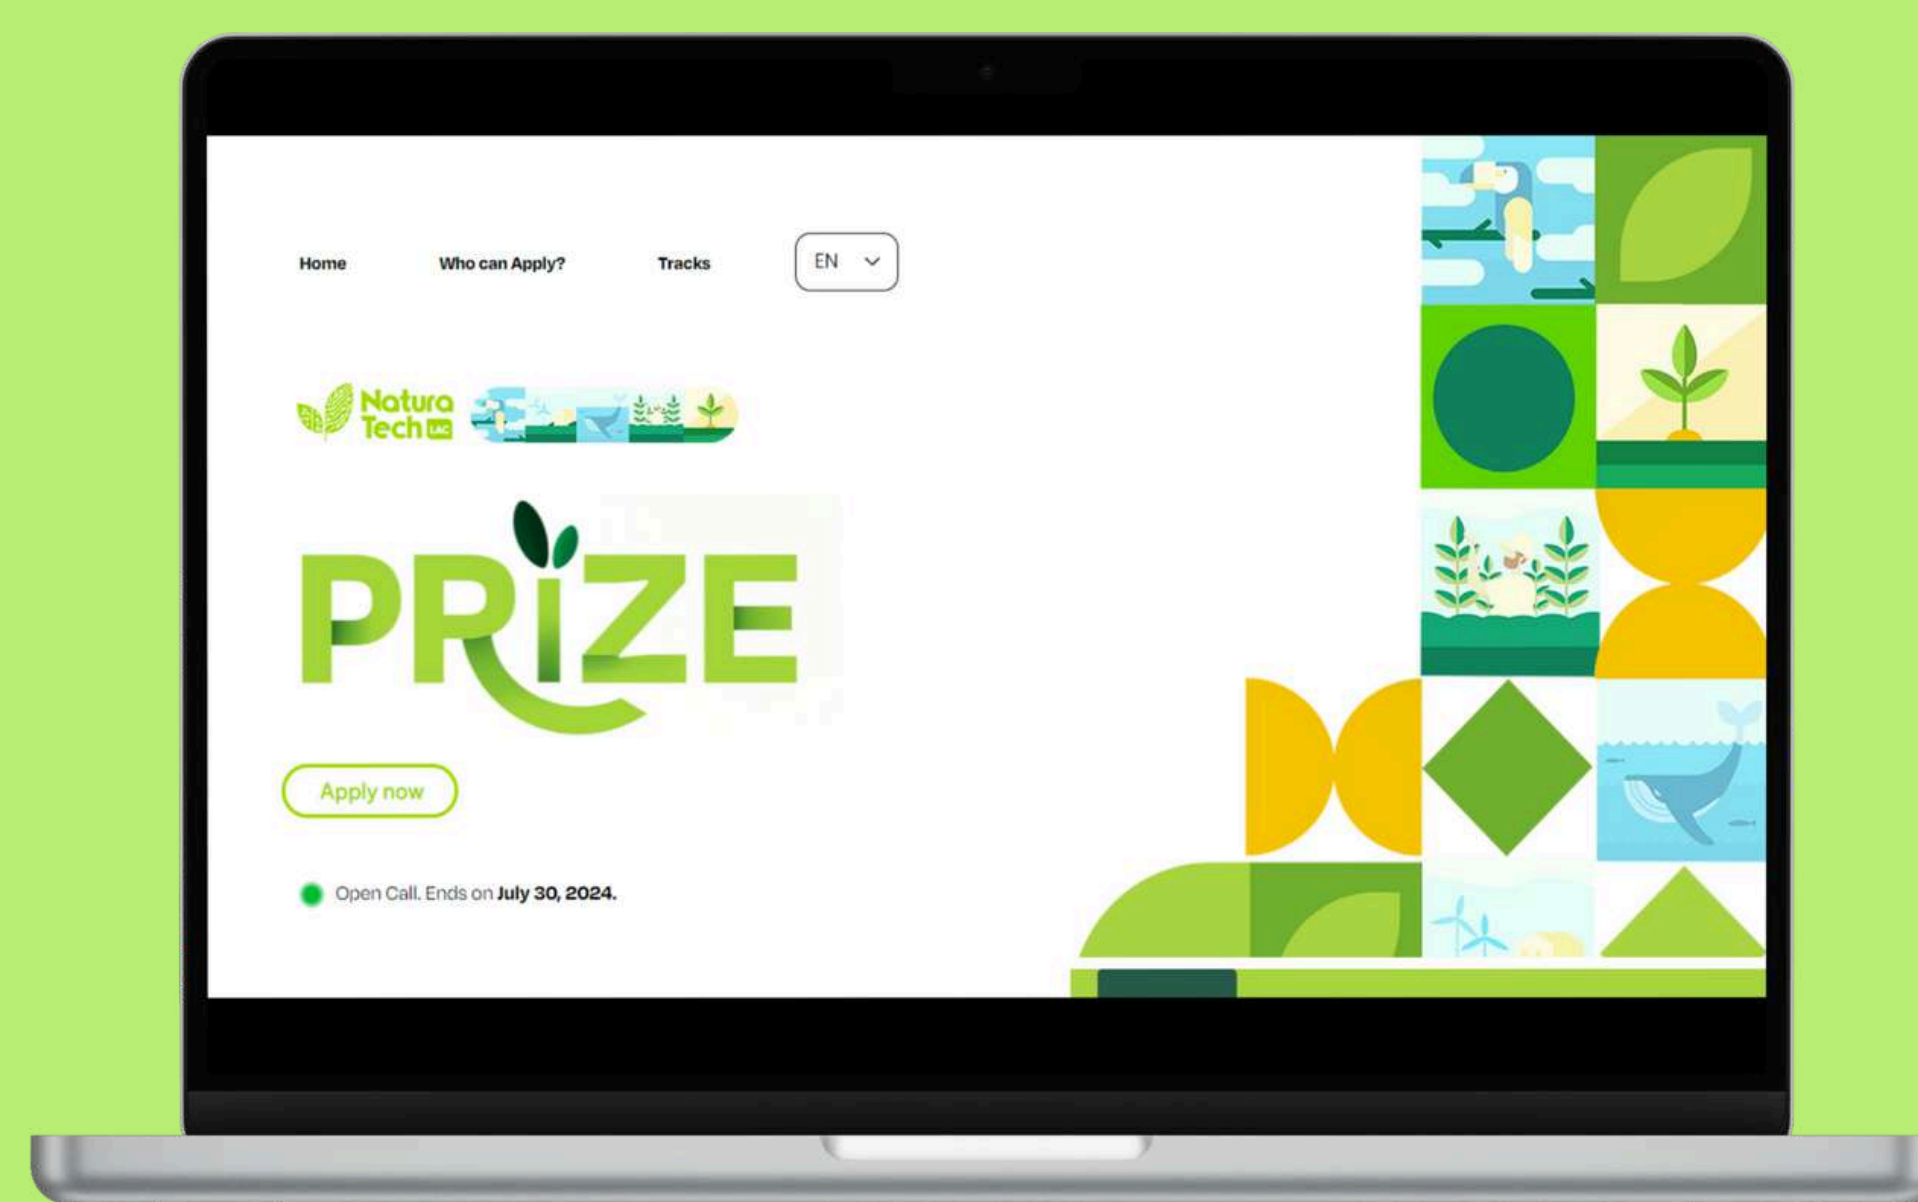 Home Who can Apply? Tracks EN
Natura
Tech LAC
PRiZE
Apply now
Open Call. Ends on July 30, 2024.